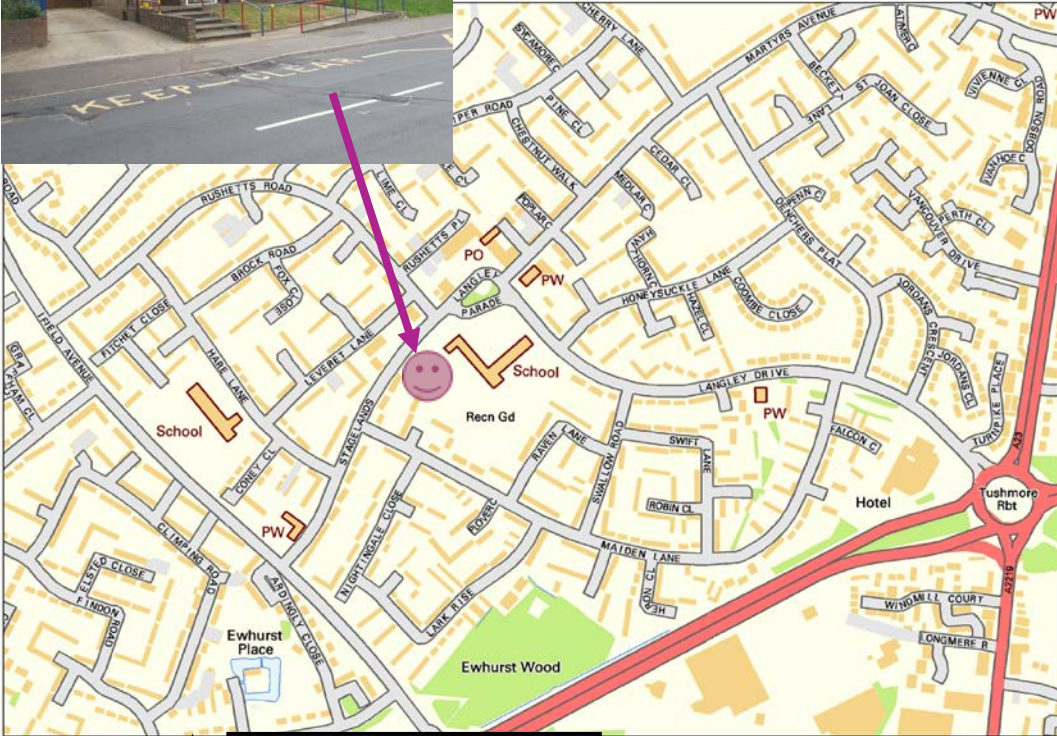 KEEP CLEAR
CHERRY LANE
MARTYRS AVENUE
PW
SYCAMORE C
BECKET LANE
ST JOAN CLOSE
VIVIENNE CL
DOBSON ROAD
PINE CL
CHESTNUT WALK
CEDAR CL
IVANHOE C
ROAD
RUSHETTS ROAD
LIME CL
MEDLAR C
PENN C
PERTH CL
VANCOUVER DRIVE
POPLAR C
RUSHETTS PL
PO
PW
DENCHERS PLAT
HAWTHORN C
BROCK ROAD
FOX CLOSE
LANGLEY PARADE
HONEYSUCKLE LANE
HAZEL CL
COOMBE CLOSE
JORDANS CRESCENT
IFIELD AVENUE
FITCHET CLOSE
HARE LANE
LEVERET LANE
School
JORDANS CL
TURNPIKE PLACE
LANGLEY DRIVE
PW
School
STAGELANDS
Recn Gd
RAVEN LANE
SWALLOW ROAD
SWIFT LANE
FALCON C
A23
CONEY CL
ROBIN CL
Hotel
Tushmore
Rbt
PW
NIGHTINGALE CLOSE
PLOVER C
MAIDEN LANE
CLIMPING ROAD
ELSTED CLOSE
FINDON ROAD
ARDINGLY CLOSE
LARK RISE
HERON CL
A2219
WINDMILL COURT
Ewhurst
Place
LONGMERE R
Ewhurst Wood